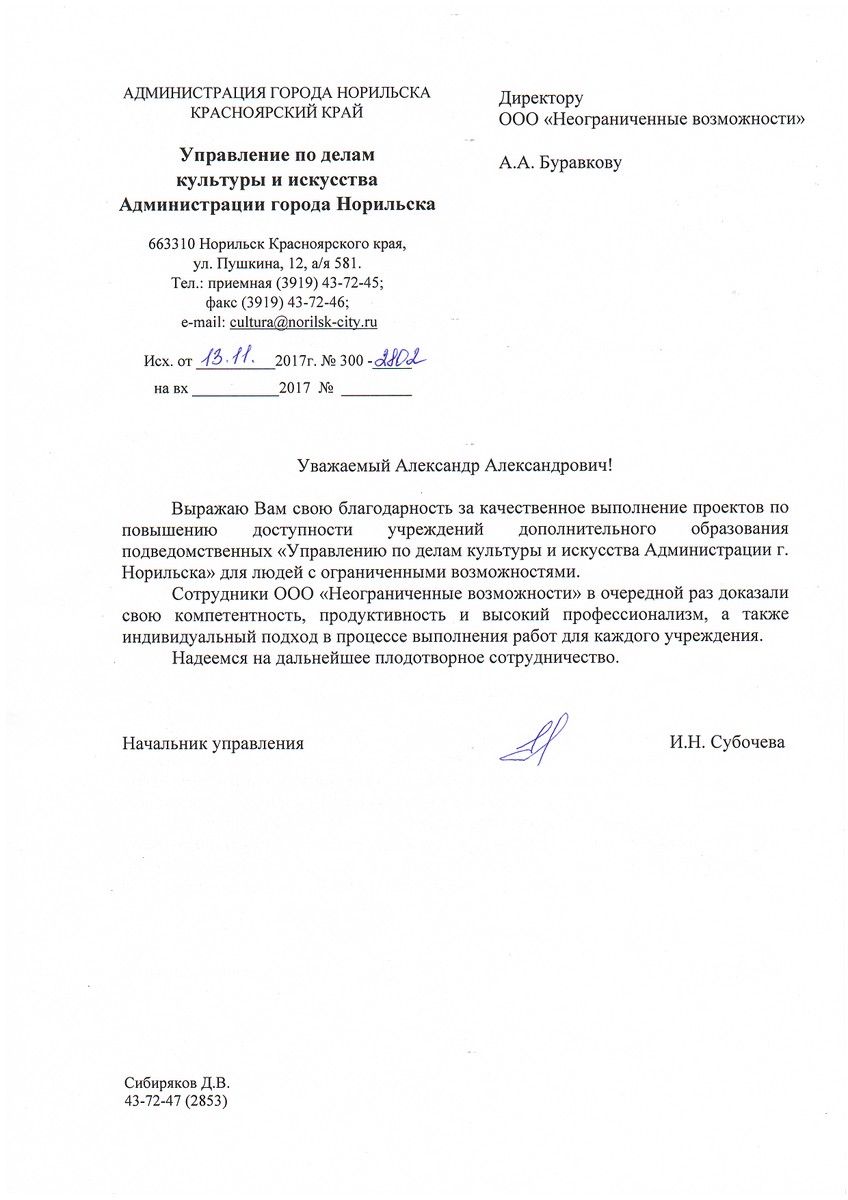 АДМИНИСТРАЦИЯ ГОРОДА НОРИЛЬСКА
КРАСНОЯРСКИЙ КРАЙ
Управление по делам
культуры и искусства
Администрации города Норильска
663310 Норильск Красноярского края,
ул. Пушкина, 12, а/я 581.
Тел.: приемная (3919) 43-72-45;
факс (3919) 43-72-46;
e-mail: cultura@norilsk-city.ru
Исх. от 13.11. 2017г. № 300 - 2802
на вх ___________2017 № _________
Директору
ООО «Неограниченные возможности»
А.А. Буравкову
Уважаемый Александр Александрович!
Выражаю Вам свою благодарность за качественное выполнение проектов по
повышению доступности учреждений дополнительного образования
подведомственных «Управлению по делам культуры и искусства Администрации г.
Норильска» для людей с ограниченными возможностями.
Сотрудники ООО «Неограниченные возможности» в очередной раз доказали
свою компетентность, продуктивность и высокий профессионализм, а также
индивидуальный подход в процессе выполнения работ для каждого учреждения.
Надеемся на дальнейшее плодотворное сотрудничество.
Начальник управления И.Н. Субочева
Сибиряков Д.В.
43-72-47 (2853)